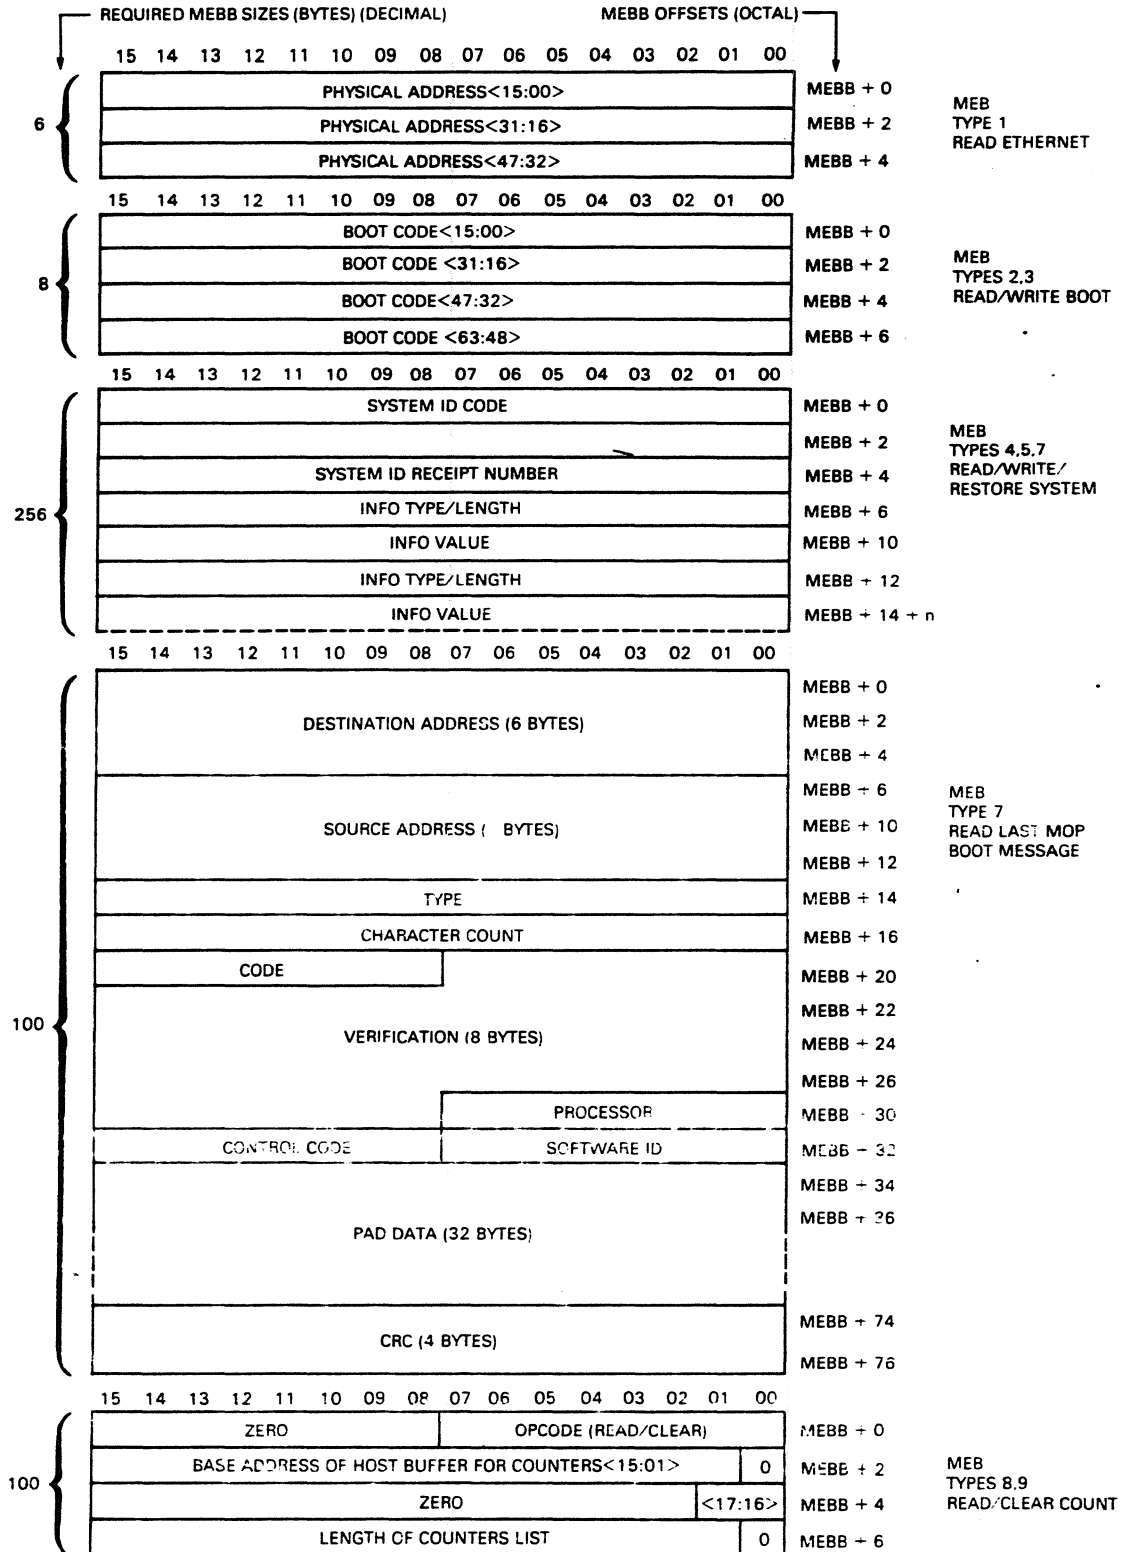 REQUIRED MEBB SIZES (BYTES) (DECIMAL) MEBB OFFSETS (OCTAL)
15 14 13 12 11 10 09 08 07 06 05 04 03 02 01 00
PHYSICAL ADDRESS<15:00> MEBB + 0
6 PHYSICAL ADDRESS<31:16> MEBB + 2
PHYSICAL ADDRESS<47:32> MEBB + 4
MEB
TYPE 1
READ ETHERNET
15 14 13 12 11 10 09 08 07 06 05 04 03 02 01 00
BOOT CODE<15:00> MEBB + 0
BOOT CODE <31:16> MEBB + 2
8 BOOT CODE<47:32> MEBB + 4
BOOT CODE <63:48> MEBB + 6
MEB
TYPES 2,3
READ/WRITE BOOT
15 14 13 12 11 10 09 08 07 06 05 04 03 02 01 00
SYSTEM ID CODE MEBB + 0
MEBB + 2
SYSTEM ID RECEIPT NUMBER MEBB + 4
256 INFO TYPE/LENGTH MEBB + 6
INFO VALUE MEBB + 10
INFO TYPE/LENGTH MEBB + 12
INFO VALUE MEBB + 14 + n
MEB
TYPES 4,5,7
READ/WRITE/
RESTORE SYSTEM
15 14 13 12 11 10 09 08 07 06 05 04 03 02 01 00
MEBB + 0
DESTINATION ADDRESS (6 BYTES) MEBB + 2
MEBB + 4
MEBB + 6
SOURCE ADDRESS ( BYTES) MEBB + 10
MEBB + 12
MEB
TYPE 7
READ LAST MOP
BOOT MESSAGE
TYPE MEBB + 14
CHARACTER COUNT MEBB + 16
CODE MEBB + 20
MEBB + 22
100 VERIFICATION (8 BYTES) MEBB + 24
MEBB + 26
PROCESSOR MEBB 30
CONTROL CODE SOFTWARE ID MEBB + 32
MEBB + 34
MEBB + 36
PAD DATA (32 BYTES)
MEBB + 74
CRC (4 BYTES)
MEBB + 76
15 14 13 12 11 10 09 08 07 06 05 04 03 02 01 00
ZERO OPCODE (READ/CLEAR) MEBB + 0
BASE ADDRESS OF HOST BUFFER FOR COUNTERS<15:01> 0 MEBB + 2
100 ZERO <17:16> MEBB + 4
LENGTH OF COUNTERS LIST 0 MEBB + 6
MEB
TYPES 8,9
READ/CLEAR COUNT